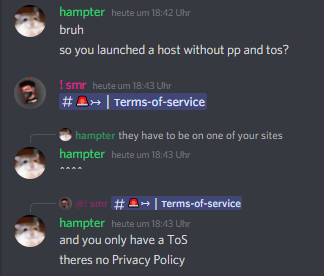 hampter heute um 18:42 Uhr
bruh
so you launched a host without pp and tos?
! smr heute um 18:43 Uhr
#🚨↣ | Terms-of-service
hampter they have to be on one of your sites
hampter heute um 18:43 Uhr
^^^^
@! smr #🚨↣ | Terms-of-service
hampter heute um 18:43 Uhr
and you only have a ToS
theres no Privacy Policy